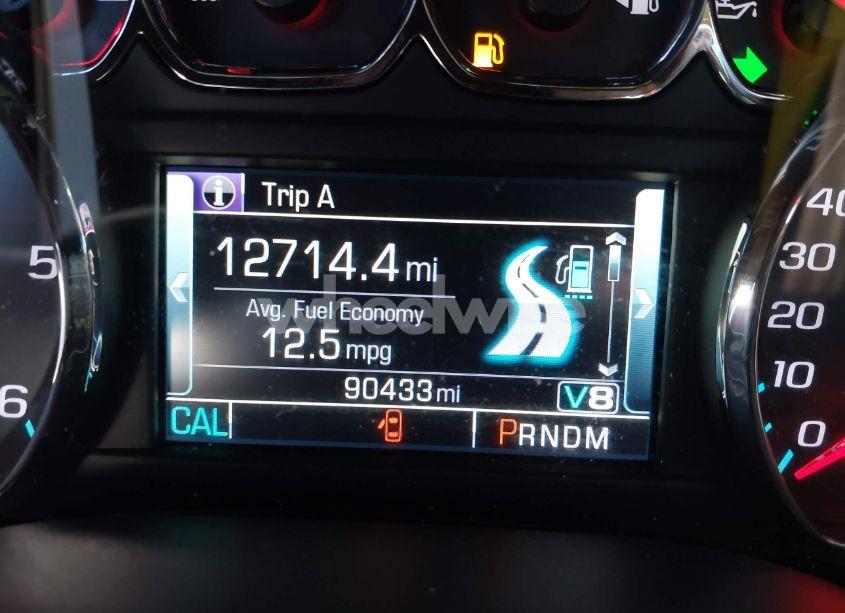 Trip A
12714.4 mi
Avg. Fuel Economy
12.5 mpg
90433 mi
V8
CAL
PRNDM
5
6
40
30
20
10
0
wheelwise